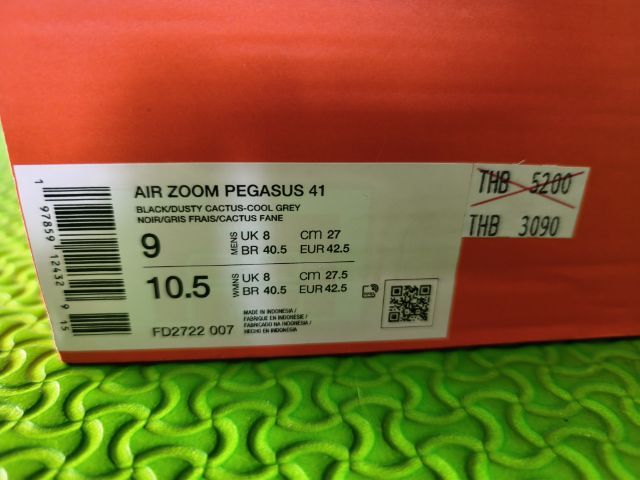 AIR ZOOM PEGASUS 41
BLACK/DUSTY CACTUS-COOL GREY
NOIR/GRIS FRAIS/CACTUS FANE
9 MENS UK 8 CM 27
BR 40.5 EUR 42.5
10.5 WMNS UK 8 CM 27.5
BR 40.5 EUR 42.5
MADE IN INDONESIA /
FABRIQUE EN INDONESIE /
FABRICADO NA INDONESIA /
HECHO EN INDONESIA
FD2722 007
1 97859 12432 9 15
THB 5200
THB 3090